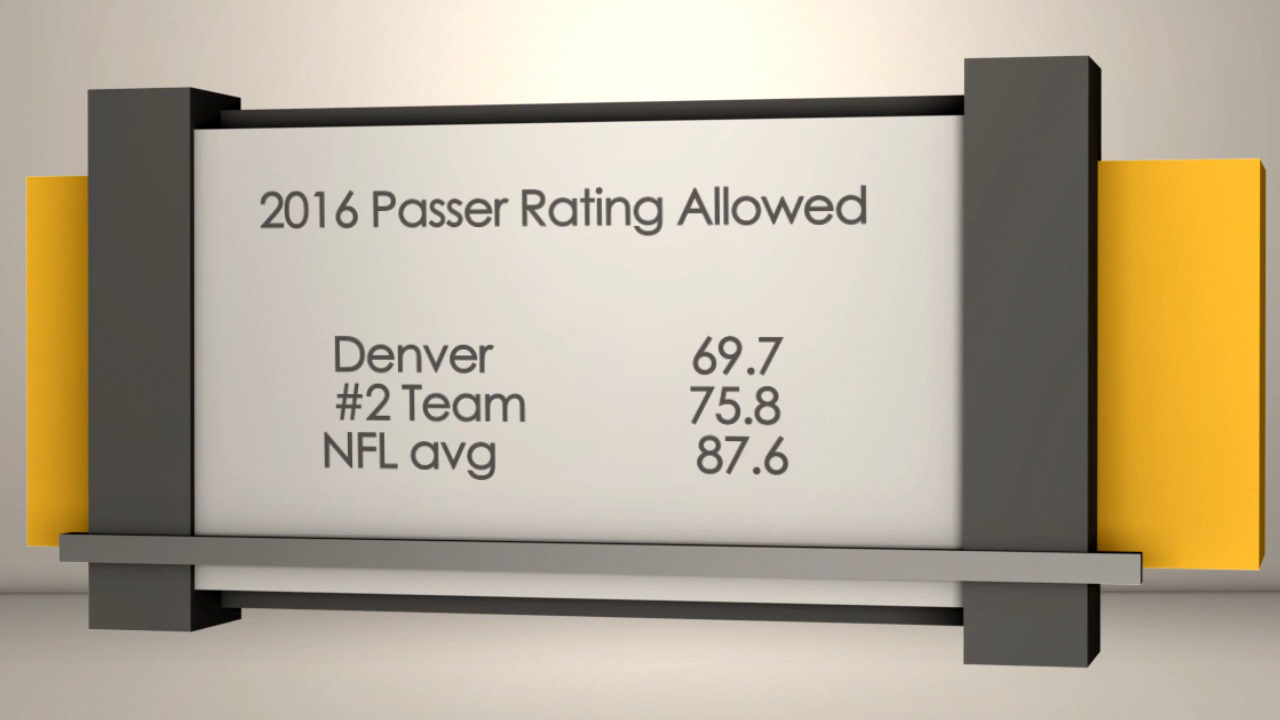 2016 Passer Rating Allowed
Denver 69.7
#2 Team 75.8
NFL avg 87.6